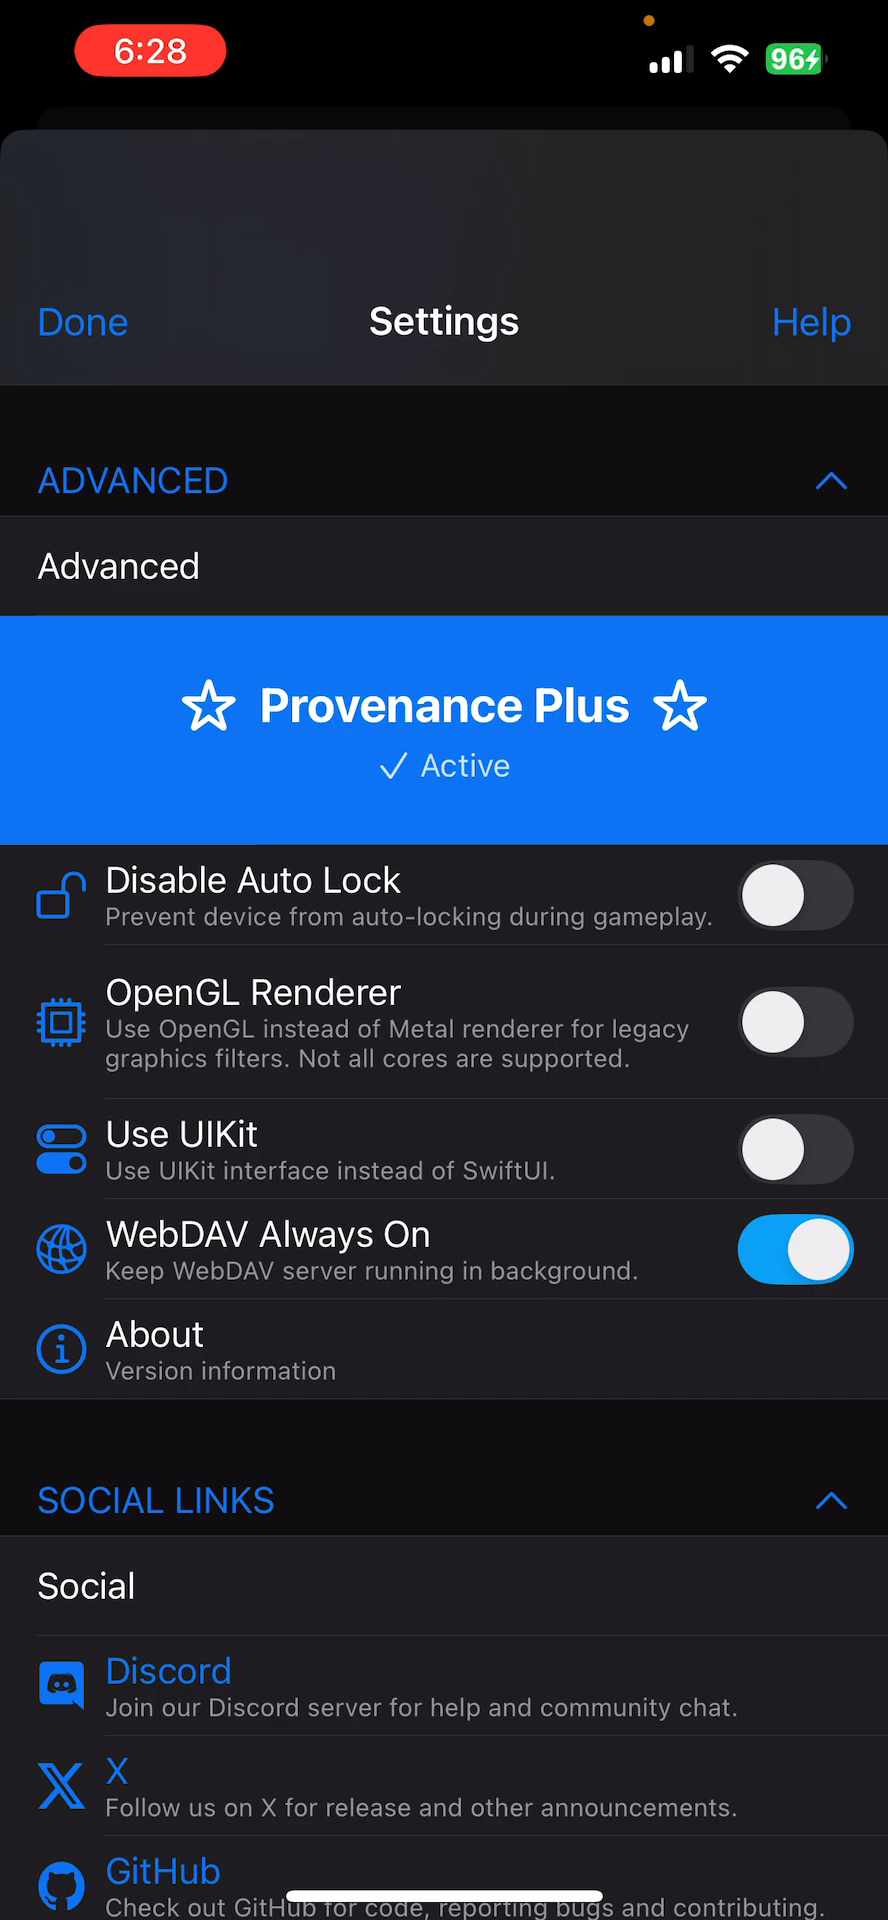 6:28
96
Done
Settings
Help
ADVANCED
Advanced
Provenance Plus
Active
Disable Auto Lock
Prevent device from auto-locking during gameplay.
OpenGL Renderer
Use OpenGL instead of Metal renderer for legacy
graphics filters. Not all cores are supported.
Use UIKit
Use UIKit interface instead of SwiftUI.
WebDAV Always On
Keep WebDAV server running in background.
About
Version information
SOCIAL LINKS
Social
Discord
Join our Discord server for help and community chat.
X
Follow us on X for release and other announcements.
GitHub
Check out GitHub for code, reporting bugs and contributing.